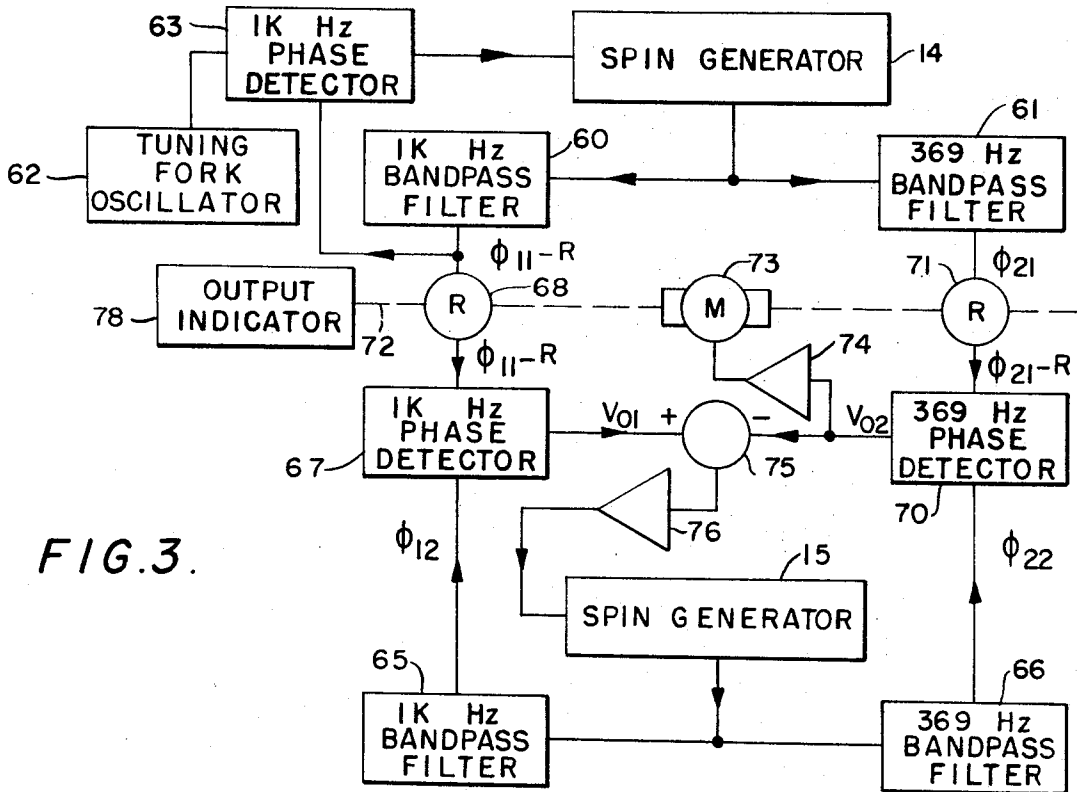 63
1K Hz
PHASE
DETECTOR
SPIN GENERATOR
14
62
TUNING
FORK
OSCILLATOR
1K Hz
BANDPASS
FILTER
60
61
369 Hz
BANDPASS
FILTER
ϕ11-R
ϕ21
78
OUTPUT
INDICATOR
72
R
68
73
M
71
R
74
ϕ11-R
ϕ21-R
67
1K Hz
PHASE
DETECTOR
V01
+
-
75
V02
369 Hz
PHASE
DETECTOR
70
76
FIG.3.
ϕ12
ϕ22
15
SPIN GENERATOR
65
1K Hz
BANDPASS
FILTER
66
369 Hz
BANDPASS
FILTER